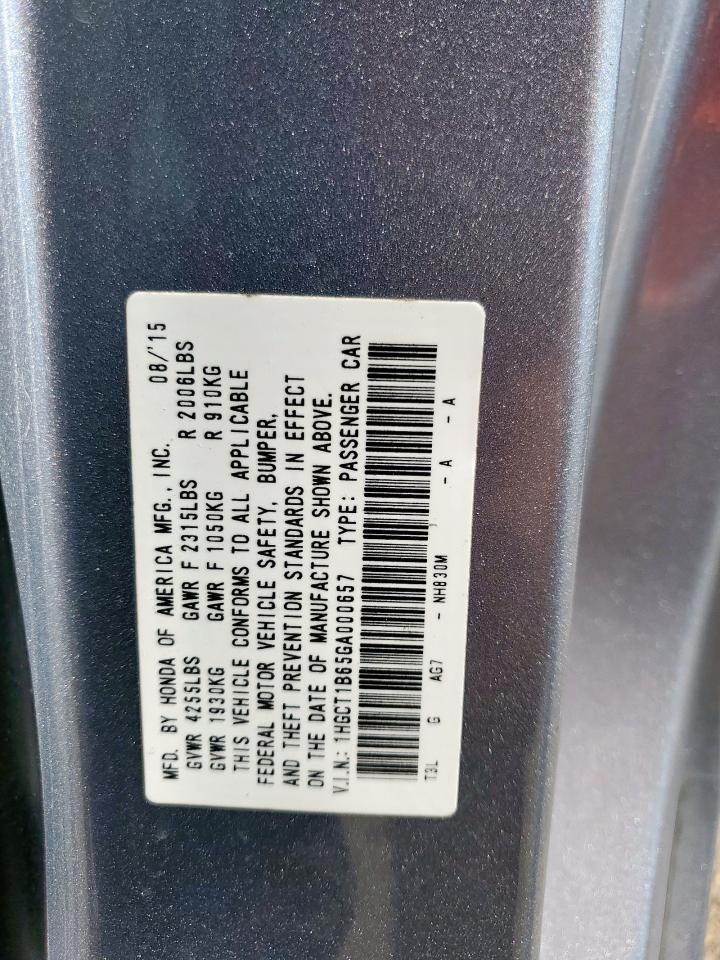 MFD. BY HONDA OF AMERICA MFG., INC. 08/'15
GVWR 4255LBS GAWR F 2315LBS R 2006LBS
GVWR 1930KG GAWR F 1050KG R 910KG
THIS VEHICLE CONFORMS TO ALL APPLICABLE
FEDERAL MOTOR VEHICLE SAFETY, BUMPER,
AND THEFT PREVENTION STANDARDS IN EFFECT
ON THE DATE OF MANUFACTURE SHOWN ABOVE.
V.I.N.: 1HGCT1B65GA000657 TYPE: PASSENGER CAR
T3L G AG7 - NH830M - A - A